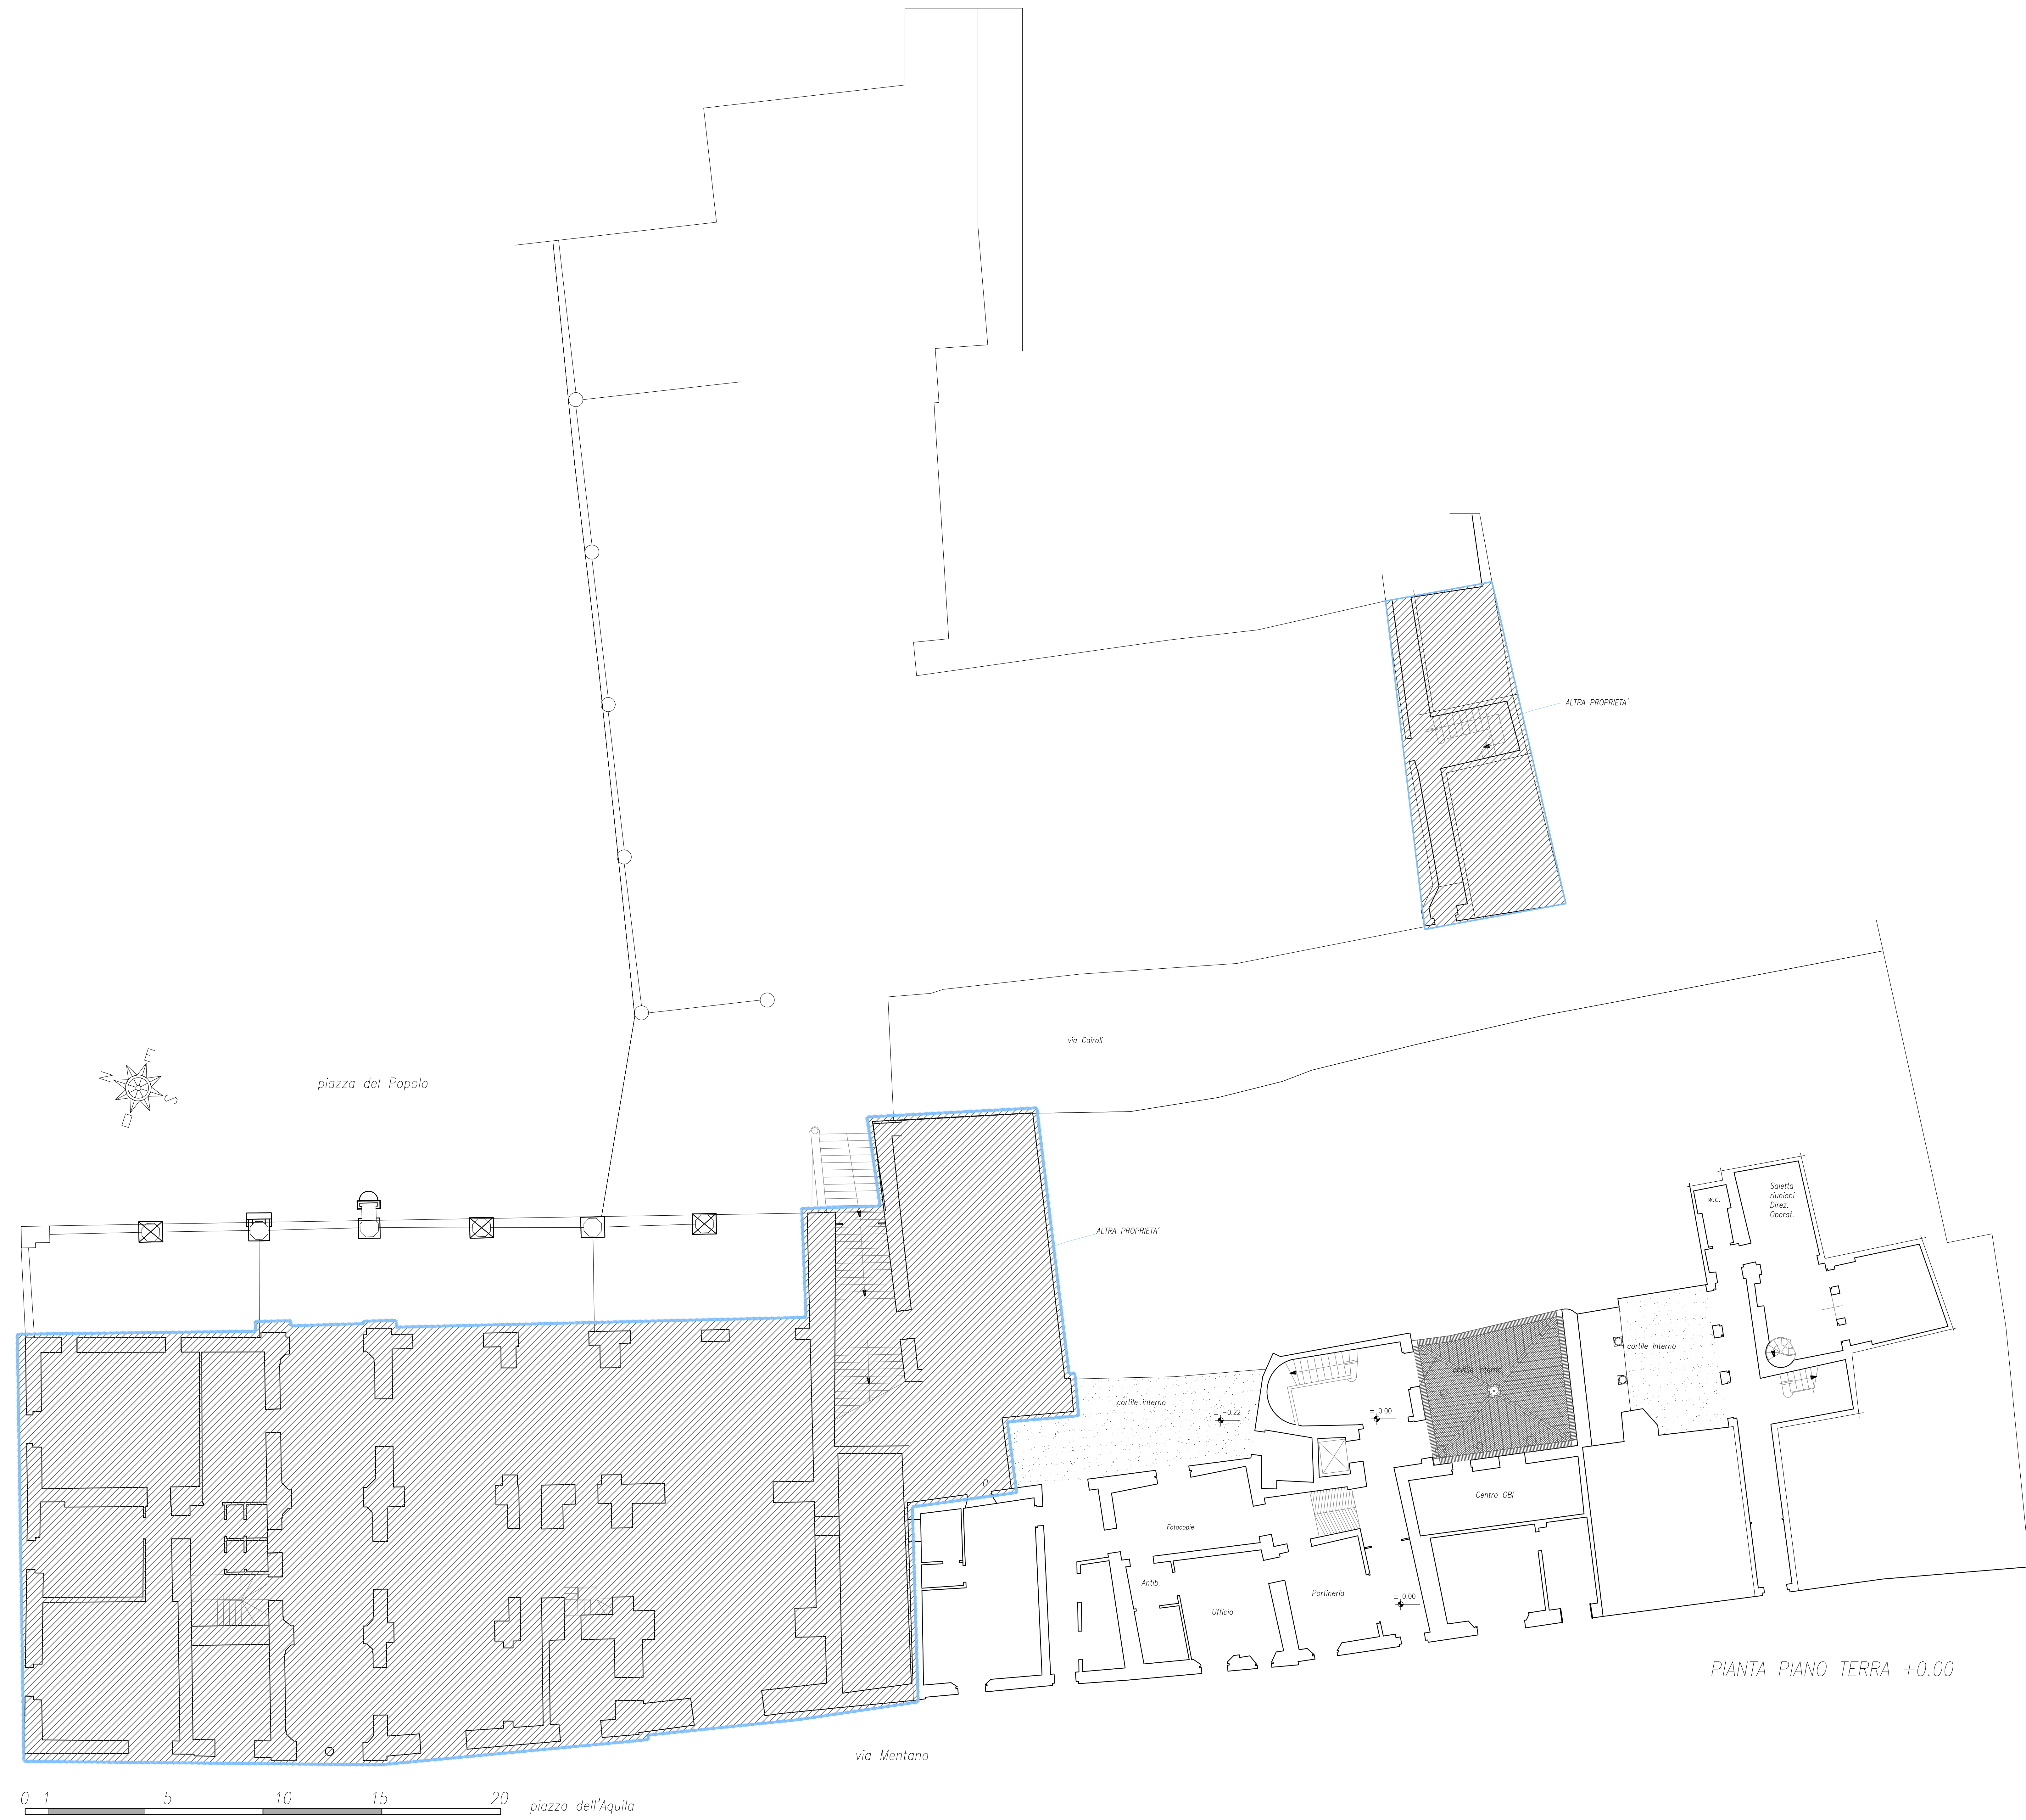 ALTRA PROPRIETA'
via Cairoli
E
N
S
O
piazza del Popolo
ALTRA PROPRIETA'
w.c.
Saletta
riunioni
Direz.
Operat.
cortile interno
cortile interno
cortile interno
± -0.22
± 0.00
Centro OBI
Fotocopie
Antib.
Ufficio
Portineria
± 0.00
PIANTA PIANO TERRA +0.00
via Mentana
0 1 5 10 15 20
piazza dell'Aquila